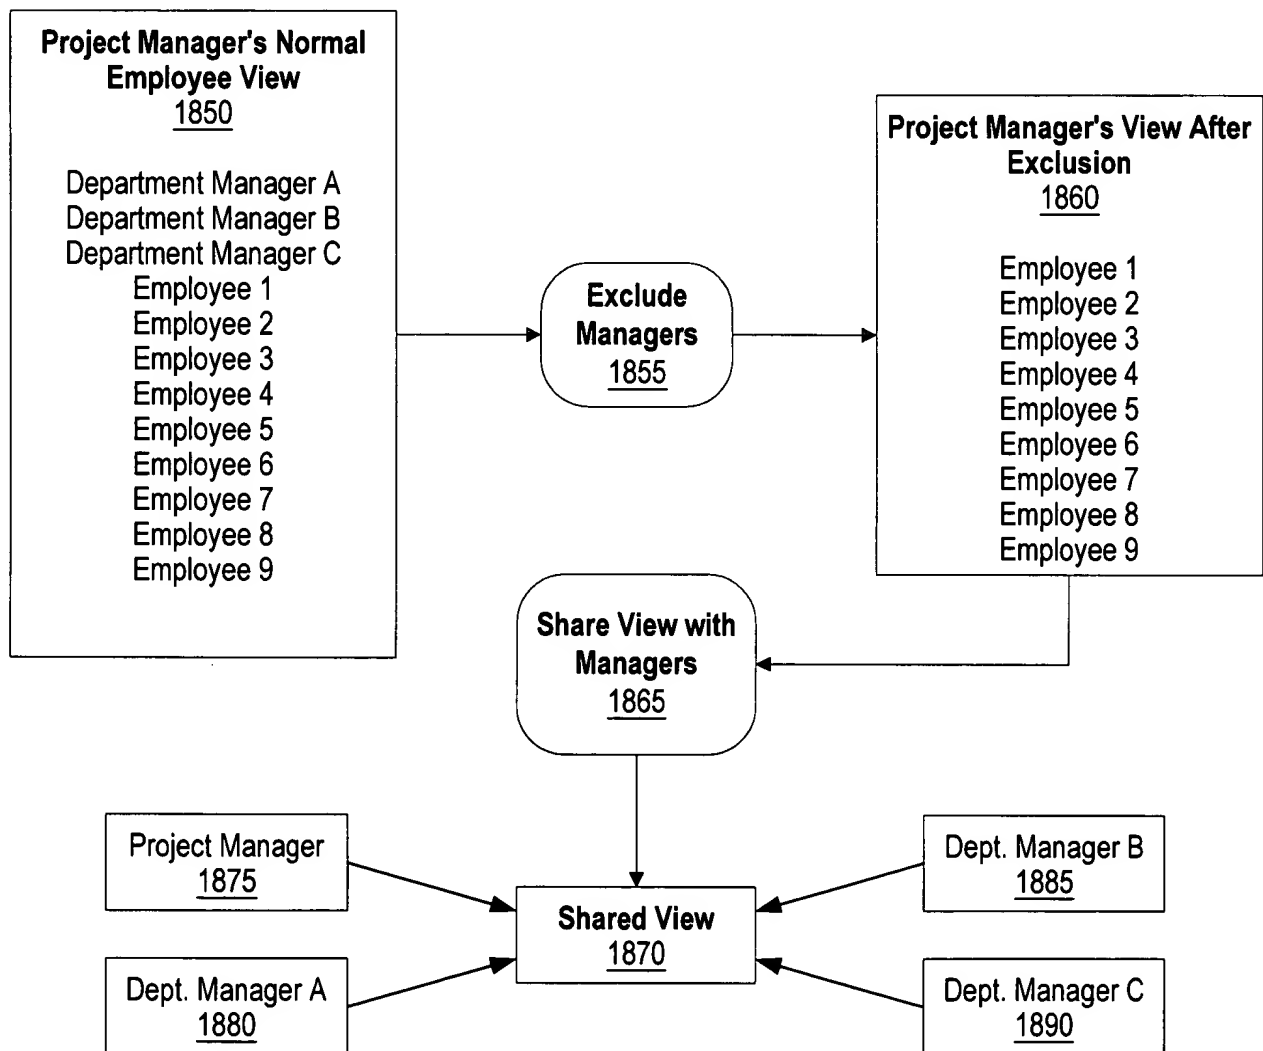 Project Manager's Normal
Employee View
1850
Department Manager A
Department Manager B
Department Manager C
Employee 1
Employee 2
Employee 3
Employee 4
Employee 5
Employee 6
Employee 7
Employee 8
Employee 9
Exclude
Managers
1855
Project Manager's View After
Exclusion
1860
Employee 1
Employee 2
Employee 3
Employee 4
Employee 5
Employee 6
Employee 7
Employee 8
Employee 9
Share View with
Managers
1865
Project Manager
1875
Dept. Manager A
1880
Shared View
1870
Dept. Manager B
1885
Dept. Manager C
1890